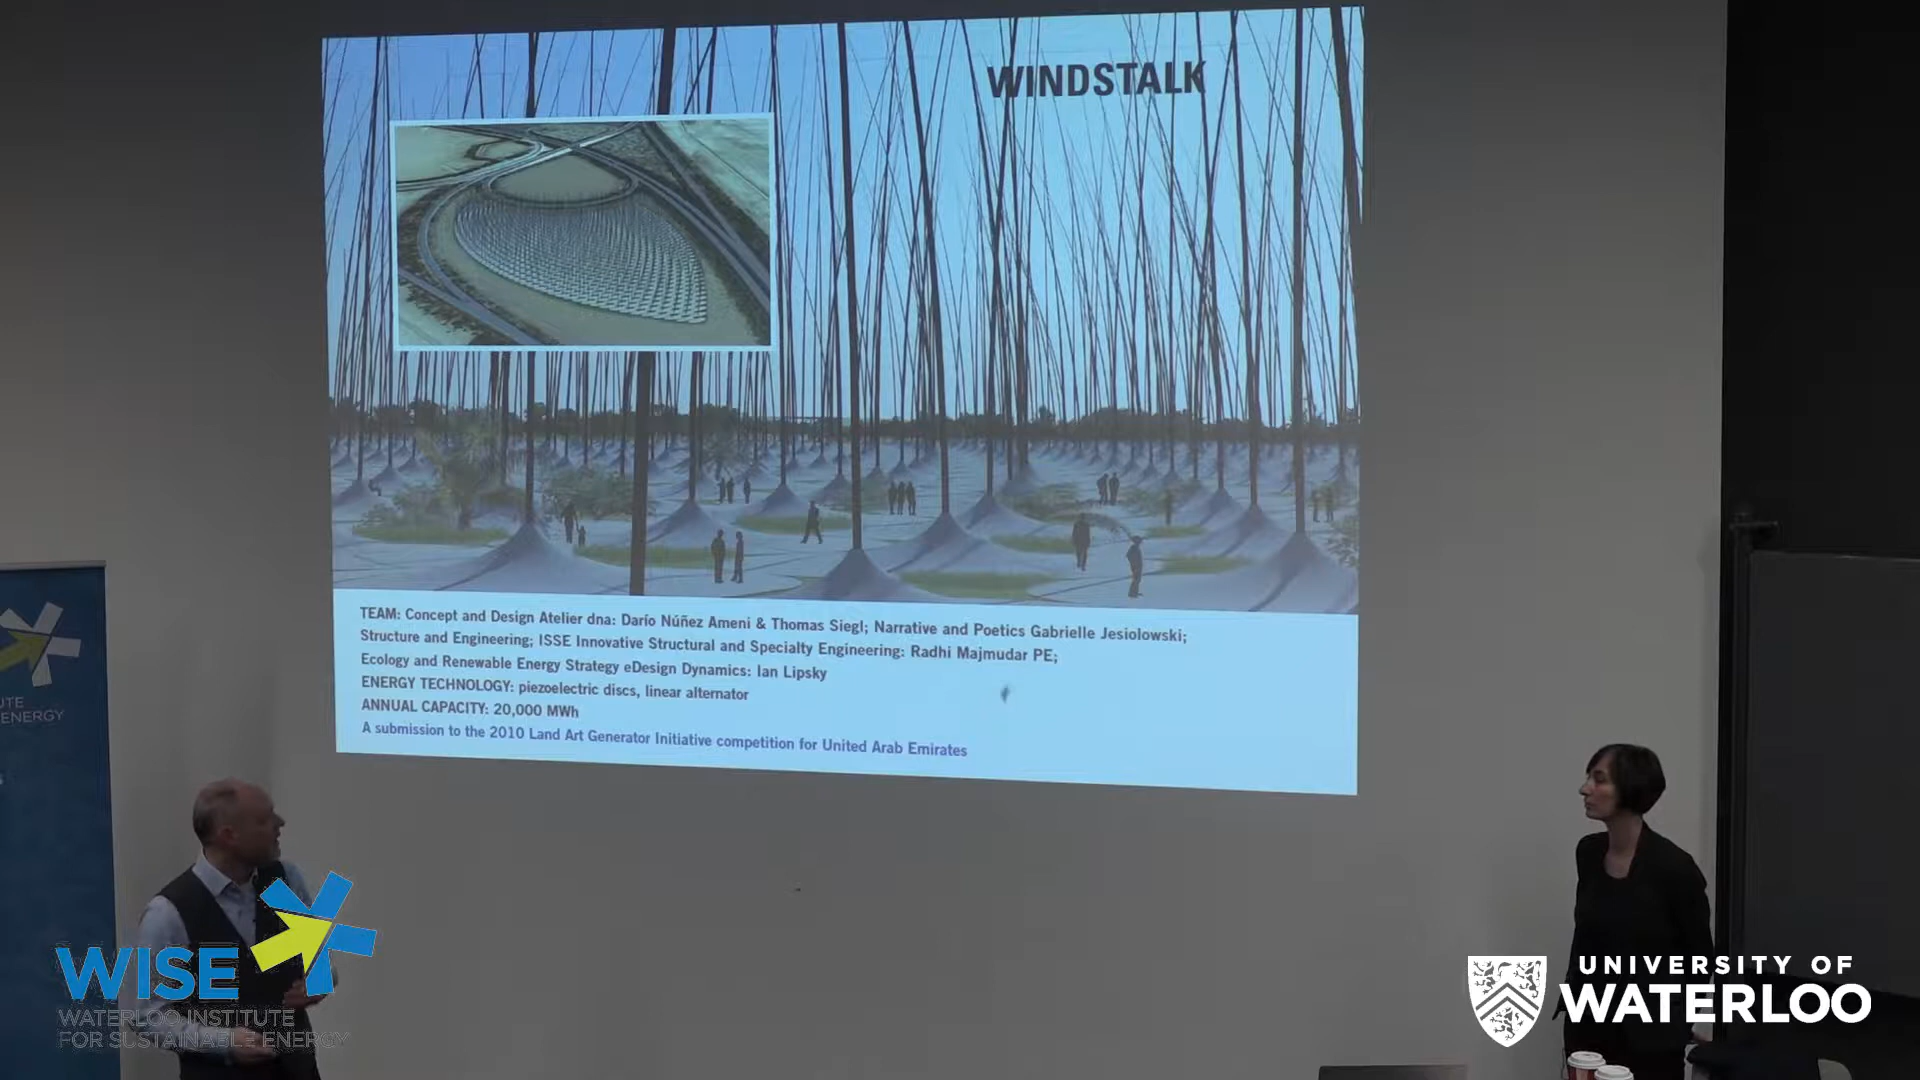 WINDSTALK
TEAM: Concept and Design Atelier dna: Darío Núñez Ameni & Thomas Siegl; Narrative and Poetics Gabrielle Jesiolowski;
Structure and Engineering; ISSE Innovative Structural and Specialty Engineering: Radhi Majmudar PE;
Ecology and Renewable Energy Strategy eDesign Dynamics: Ian Lipsky
ENERGY TECHNOLOGY: piezoelectric discs, linear alternator
ANNUAL CAPACITY: 20,000 MWh
A submission to the 2010 Land Art Generator Initiative competition for United Arab Emirates
UTE
ENERGY
WISE
WATERLOO INSTITUTE
FOR SUSTAINABLE ENERGY
UNIVERSITY OF
WATERLOO